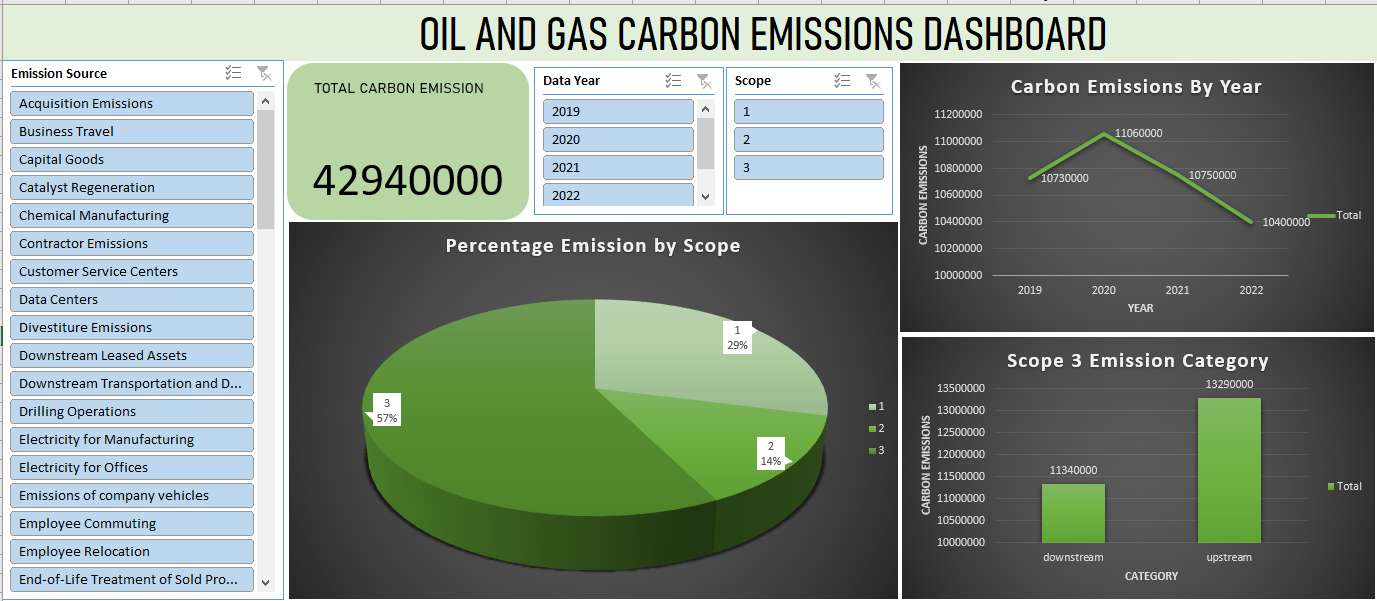 OIL AND GAS CARBON EMISSIONS DASHBOARD
Emission Source
Acquisition Emissions
Business Travel
Capital Goods
Catalyst Regeneration
Chemical Manufacturing
Contractor Emissions
Customer Service Centers
Data Centers
Divestiture Emissions
Downstream Leased Assets
Downstream Transportation and D...
Drilling Operations
Electricity for Manufacturing
Electricity for Offices
Emissions of company vehicles
Employee Commuting
Employee Relocation
End-of-Life Treatment of Sold Pro...
TOTAL CARBON EMISSION
42940000
Data Year
2019
2020
2021
2022
Scope
1
2
3
Percentage Emission by Scope
1
29%
2
14%
3
57%
1
2
3
Carbon Emissions By Year
CARBON EMISSIONS
11200000
11000000
10800000
10600000
10400000
10200000
10000000
10730000
11060000
10750000
10400000
2019
2020
2021
2022
YEAR
Total
Scope 3 Emission Category
CARBON EMISSIONS
13500000
13000000
12500000
12000000
11500000
11000000
10500000
10000000
11340000
13290000
downstream
upstream
CATEGORY
Total